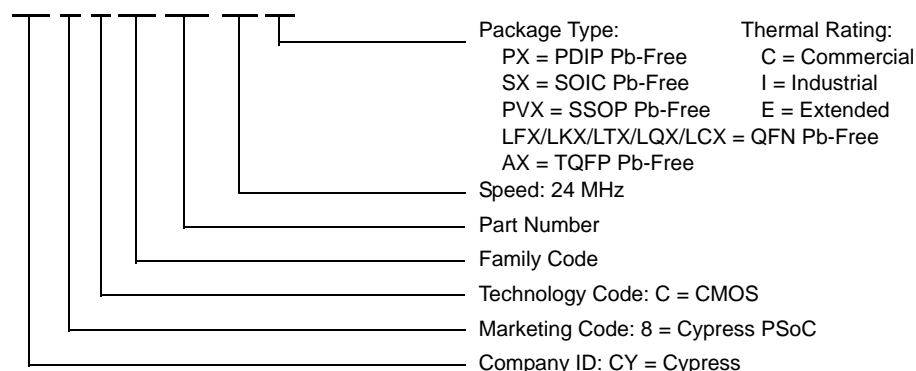 Package Type: Thermal Rating:
PX = PDIP Pb-Free C = Commercial
SX = SOIC Pb-Free I = Industrial
PVX = SSOP Pb-Free E = Extended
LFX/LKX/LTX/LQX/LCX = QFN Pb-Free
AX = TQFP Pb-Free
Speed: 24 MHz
Part Number
Family Code
Technology Code: C = CMOS
Marketing Code: 8 = Cypress PSoC
Company ID: CY = Cypress